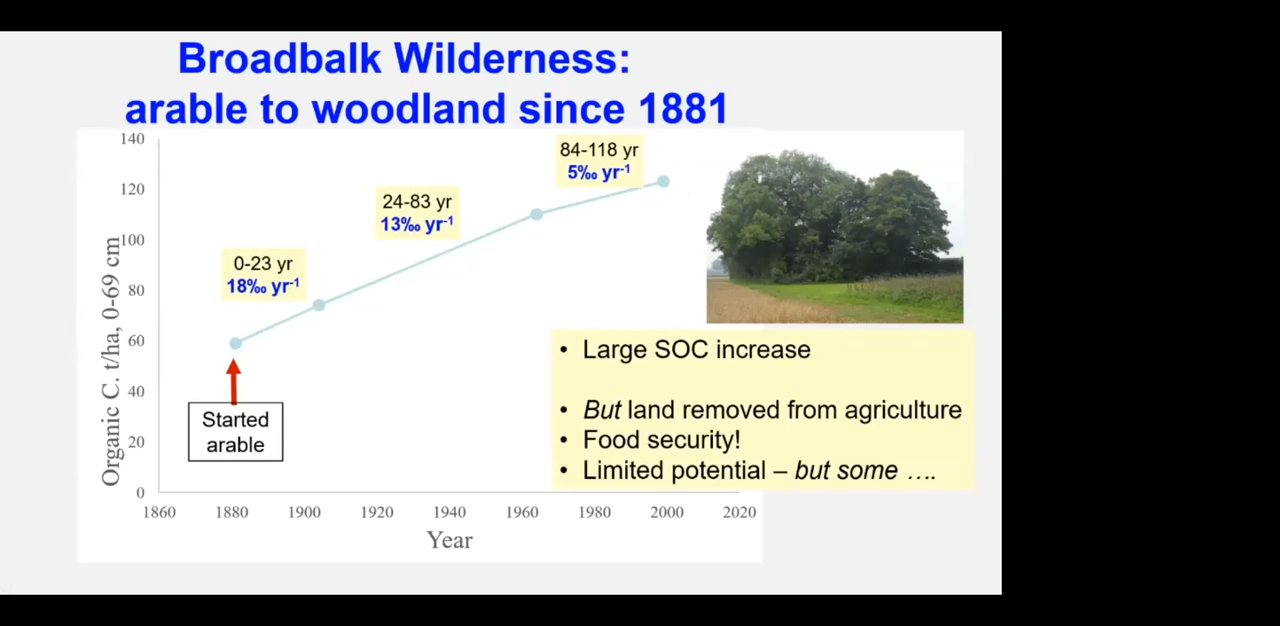 Broadbalk Wilderness:
arable to woodland since 1881
140
120
100
80
60
40
20
0
Organic C. t/ha, 0-69 cm
84-118 yr
5‰ yr⁻¹
24-83 yr
13‰ yr⁻¹
0-23 yr
18‰ yr⁻¹
Started
arable
• Large SOC increase
• But land removed from agriculture
• Food security!
• Limited potential – but some ….
1860 1880 1900 1920 1940 1960 1980 2000 2020
Year